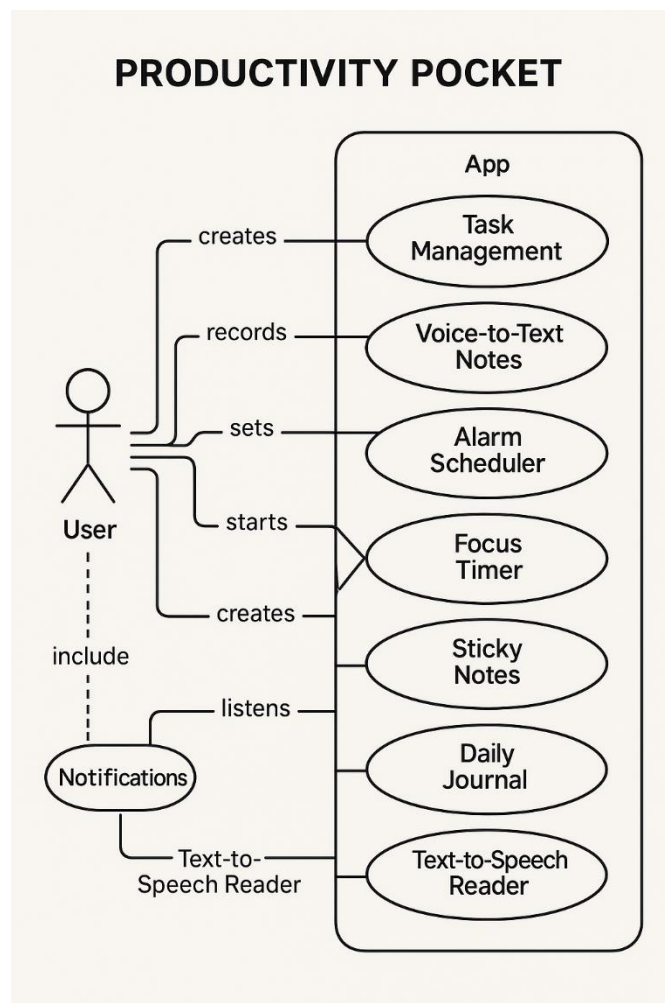 PRODUCTIVITY POCKET
App
creates
Task
Management
records
Voice-to-Text
Notes
sets
Alarm
Scheduler
User
starts
Focus
Timer
creates
include
Sticky
Notes
listens
Notifications
Daily
Journal
Text-to-
Speech Reader
Text-to-Speech
Reader